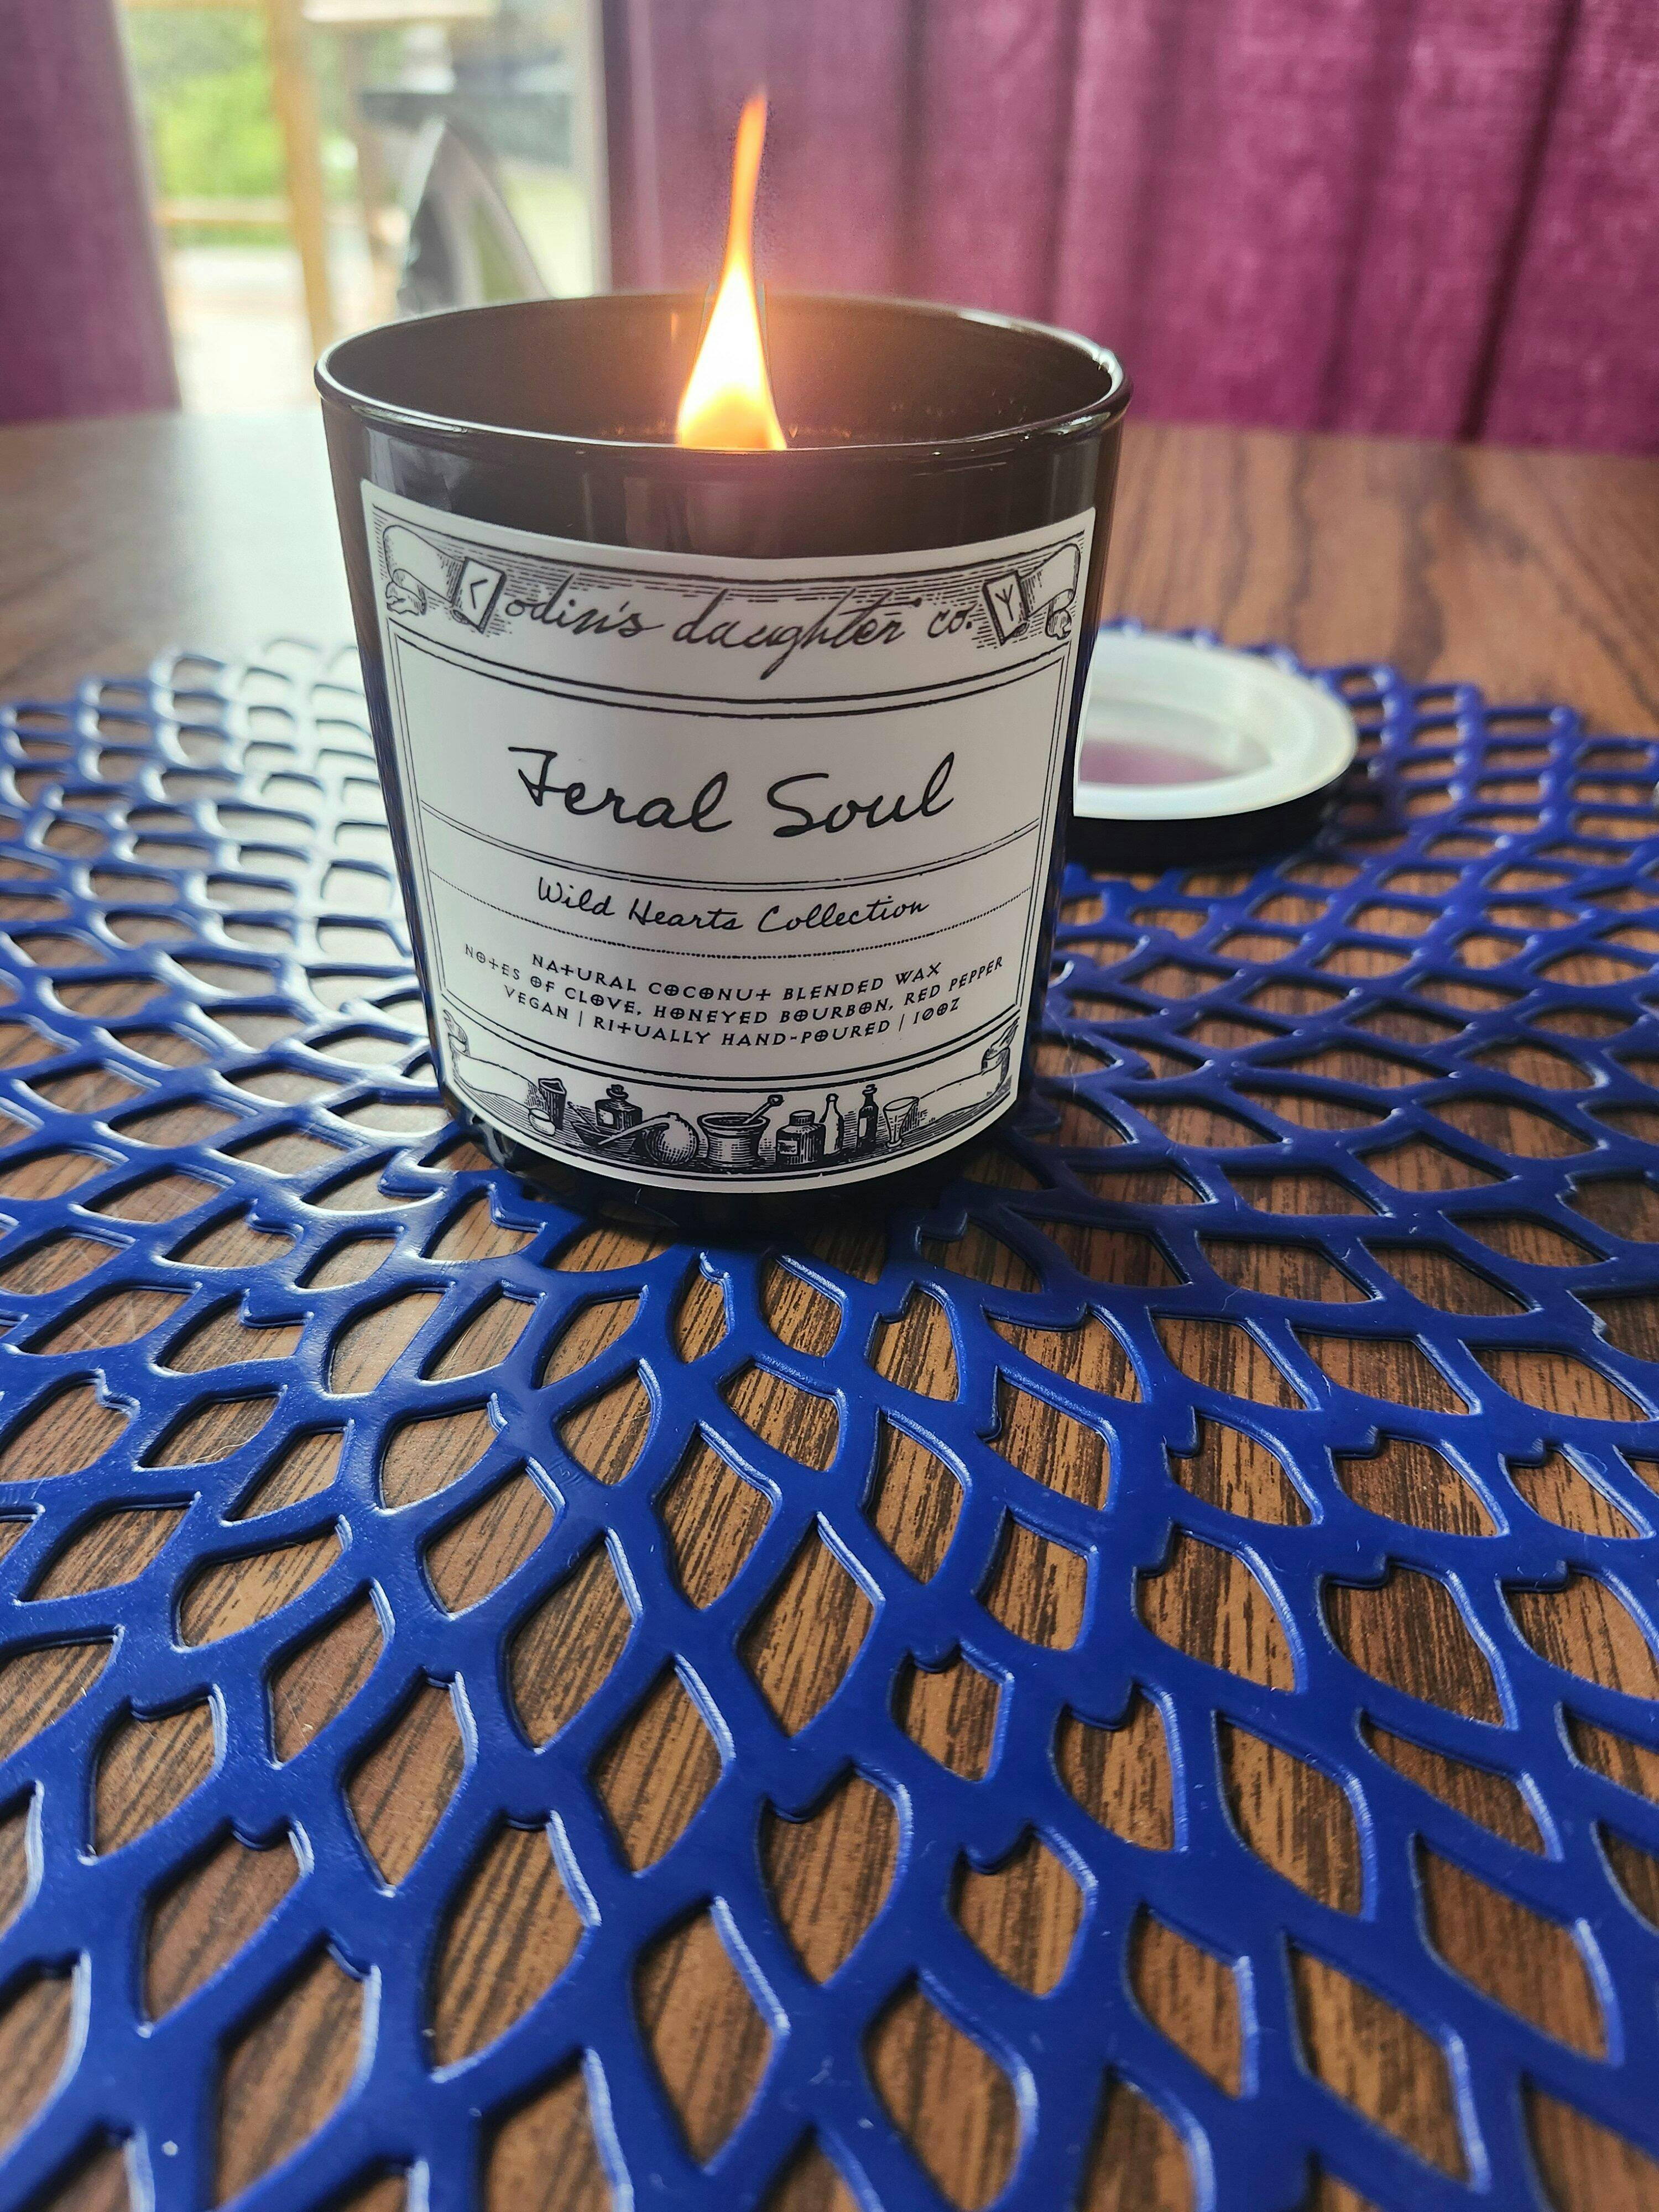 odin's daughter co.
Feral Soul
Wild Hearts Collection
NATURAL COCONUT BLENDED WAX
NOTES OF CLOVE, HONEYED BOURBON, RED PEPPER
VEGAN | RITUALLY HAND-POURED | 10OZ